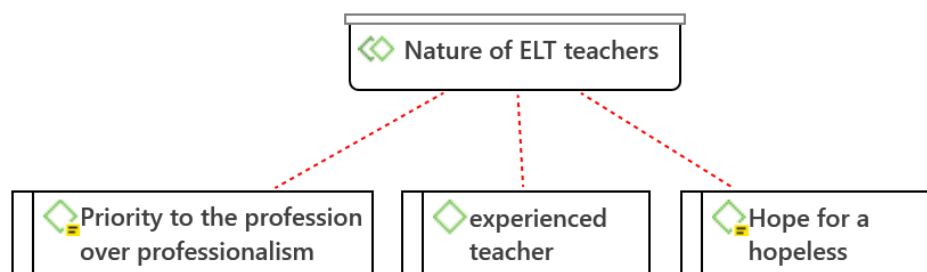 Nature of ELT teachers
Priority to the profession
over professionalism
experienced
teacher
Hope for a
hopeless